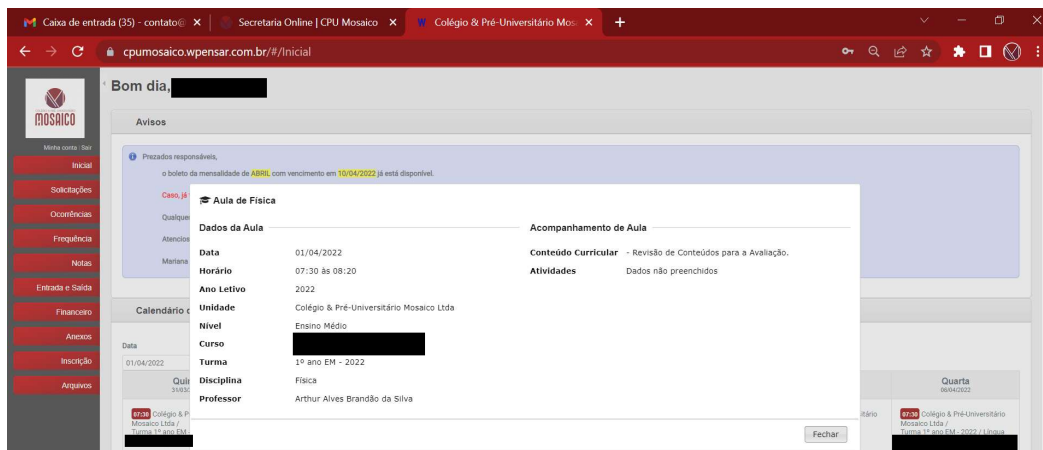 Caixa de entrada (35) - contato@
Secretaria Online | CPU Mosaico
Colégio & Pré-Universitário Mos
cpumosaico.wpensar.com.br/#/Inicial
MOSAICO
Minha conta | Sair
Inicial
Solicitações
Ocorrências
Frequência
Notas
Entrada e Saída
Financeiro
Anexos
Inscrição
Arquivos
Bom dia,
Avisos
Prezados responsáveis,
o boleto da mensalidade de ABRIL com vencimento em 10/04/2022 já está disponível.
Caso, já
Qualquer
Atencios
Mariana
Aula de Física
Dados da Aula
Data 01/04/2022
Horário 07:30 às 08:20
Ano Letivo 2022
Unidade Colégio & Pré-Universitário Mosaico Ltda
Nível Ensino Médio
Curso
Turma 1º ano EM - 2022
Disciplina Física
Professor Arthur Alves Brandão da Silva
Acompanhamento de Aula
Conteúdo Curricular - Revisão de Conteúdos para a Avaliação.
Atividades Dados não preenchidos
Fechar
Calendário
Data
01/04/2022
Qui
31/03/
07:30 Colégio & P
Mosaico Ltda /
Turma 1º ano EM -
itário
Quarta
06/04/2022
07:30 Colégio & Pré-Universitário
Mosaico Ltda /
Turma 1º ano EM - 2022 / Língua